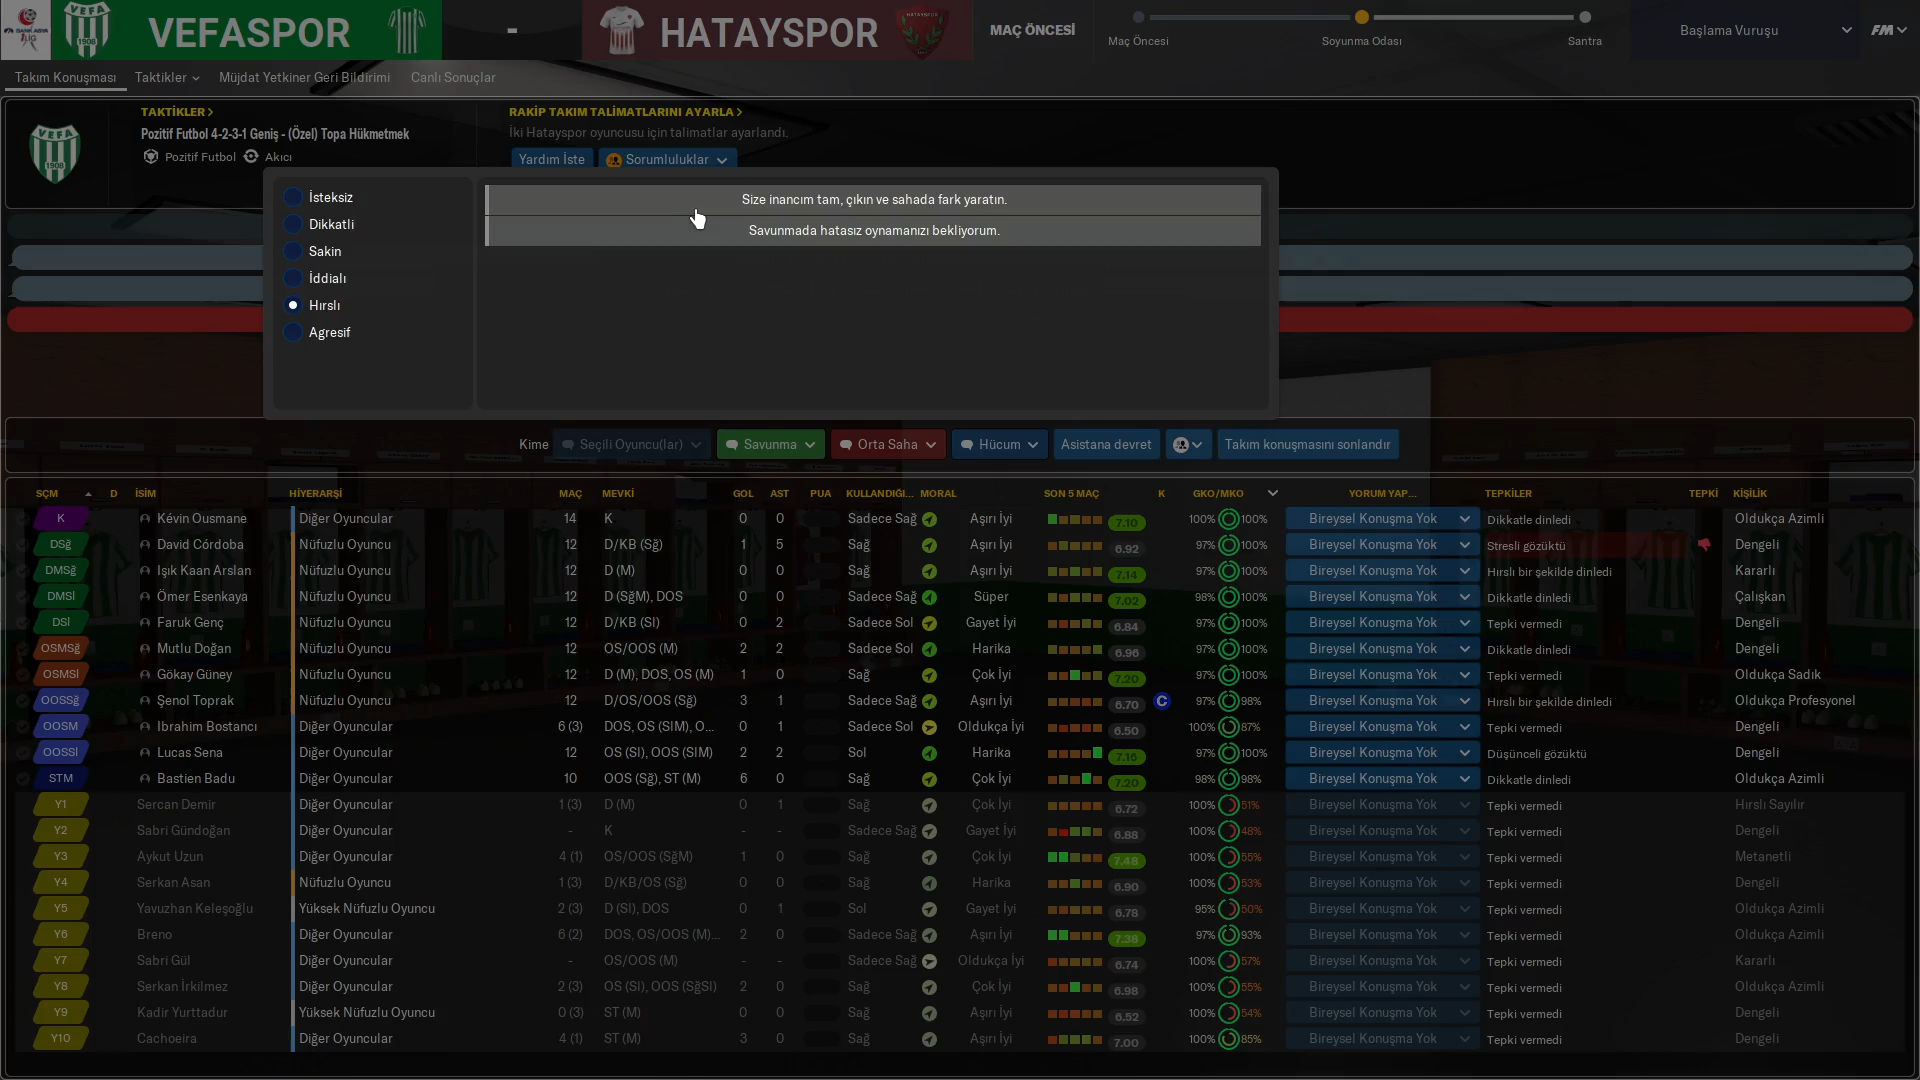 VEFASPOR
-
HATAYSPOR
MAÇ ÖNCESİ
Maç Öncesi
Soyunma Odası
Santra
Başlama Vuruşu
FM
Takım Konuşması Taktikler Müjdat Yetkiner Geri Bildirimi Canlı Sonuçlar
VEFA
1908
TAKTİKLER >
Pozitif Futbol 4-2-3-1 Geniş - (Özel) Topa Hükmetmek
Pozitif Futbol Akıcı
RAKİP TAKIM TALİMATLARINI AYARLA >
İki Hatayspor oyuncusu için talimatlar ayarlandı.
Yardım İste Sorumluluklar
İsteksiz
Dikkatli
Sakin
İddialı
Hırslı
Agresif
Size inancım tam, çıkın ve sahada fark yaratın.
Savunmada hatasız oynamanızı bekliyorum.
Kime Seçili Oyuncu(lar) Savunma Orta Saha Hücum Asistana devret Takım konuşmasını sonlandır
SÇM D İSİM HİYERARŞİ MAÇ MEVKİ GOL AST PUA KULLANDIĞI... MORAL SON 5 MAÇ K GKO/MKO YORUM YAP... TEPKİLER TEPKİ KİŞİLİK
K Kévin Ousmane Diğer Oyuncular 14 K 0 0 Sadece Sağ Aşırı İyi 7.10 100% 100% Bireysel Konuşma Yok Dikkatle dinledi Oldukça Azimli
DSğ David Córdoba Nüfuzlu Oyuncu 12 D/KB (Sğ) 1 5 Sağ Aşırı İyi 6.92 97% 100% Bireysel Konuşma Yok Stresli gözüktü Dengeli
DMSğ Işık Kaan Arslan Nüfuzlu Oyuncu 12 D (M) 0 0 Sağ Aşırı İyi 7.14 97% 100% Bireysel Konuşma Yok Hırslı bir şekilde dinledi Kararlı
DMSl Ömer Esenkaya Nüfuzlu Oyuncu 12 D (SğM), DOS 0 0 Sadece Sağ Süper 7.02 98% 100% Bireysel Konuşma Yok Dikkatle dinledi Çalışkan
DSl Faruk Genç Nüfuzlu Oyuncu 12 D/KB (Sl) 0 2 Sadece Sol Gayet İyi 6.84 97% 100% Bireysel Konuşma Yok Tepki vermedi Dengeli
OSMSğ Mutlu Doğan Nüfuzlu Oyuncu 12 OS/OOS (M) 2 2 Sadece Sol Harika 6.96 97% 100% Bireysel Konuşma Yok Dikkatle dinledi Dengeli
OSMSl Gökay Güney Nüfuzlu Oyuncu 12 D (M), DOS, OS (M) 1 0 Sağ Çok İyi 7.20 97% 100% Bireysel Konuşma Yok Tepki vermedi Oldukça Sadık
OOSSğ Şenol Toprak Nüfuzlu Oyuncu 12 D/OS/OOS (Sğ) 3 1 Sadece Sağ Aşırı İyi 6.70 C 97% 98% Bireysel Konuşma Yok Hırslı bir şekilde dinledi Oldukça Profesyonel
OOSM Ibrahim Bostancı Diğer Oyuncular 6 (3) DOS, OS (SlM), O... 0 1 Sadece Sol Oldukça İyi 6.50 100% 87% Bireysel Konuşma Yok Tepki vermedi Dengeli
OOSSl Lucas Sena Diğer Oyuncular 12 OS (Sl), OOS (SlM) 2 2 Sol Harika 7.16 97% 100% Bireysel Konuşma Yok Düşünceli gözüktü Dengeli
STM Bastien Badu Diğer Oyuncular 10 OOS (Sğ), ST (M) 6 0 Sağ Çok İyi 7.20 98% 98% Bireysel Konuşma Yok Dikkatle dinledi Oldukça Azimli
Y1 Sercan Demir Diğer Oyuncular 1 (3) D (M) 0 1 Sağ Çok İyi 6.72 100% 51% Bireysel Konuşma Yok Tepki vermedi Hırslı Sayılır
Y2 Sabri Gündoğan Diğer Oyuncular - K - - Sadece Sağ Gayet İyi 6.88 100% 48% Bireysel Konuşma Yok Tepki vermedi Dengeli
Y3 Aykut Uzun Diğer Oyuncular 4 (1) OS/OOS (SğM) 1 0 Sağ Çok İyi 7.48 100% 55% Bireysel Konuşma Yok Tepki vermedi Metanetli
Y4 Serkan Asan Nüfuzlu Oyuncu 1 (3) D/KB/OS (Sğ) 0 0 Sağ Harika 6.90 100% 53% Bireysel Konuşma Yok Tepki vermedi Dengeli
Y5 Yavuzhan Keleşoğlu Yüksek Nüfuzlu Oyuncu 2 (3) D (Sl), DOS 0 1 Sol Gayet İyi 6.78 95% 50% Bireysel Konuşma Yok Tepki vermedi Oldukça Azimli
Y6 Breno Diğer Oyuncular 6 (2) DOS, OS/OOS (M)... 2 0 Sadece Sağ Aşırı İyi 7.38 97% 93% Bireysel Konuşma Yok Tepki vermedi Oldukça Azimli
Y7 Sabri Gül Diğer Oyuncular - OS/OOS (M) - - Sadece Sağ Oldukça İyi 6.74 100% 57% Bireysel Konuşma Yok Tepki vermedi Kararlı
Y8 Serkan İrkilmez Diğer Oyuncular 2 (3) OS (Sl), OOS (SğSl) 2 0 Sağ Çok İyi 6.98 100% 55% Bireysel Konuşma Yok Tepki vermedi Oldukça Azimli
Y9 Kadir Yurttadur Yüksek Nüfuzlu Oyuncu 0 (3) ST (M) 0 0 Sağ Aşırı İyi 6.52 100% 54% Bireysel Konuşma Yok Tepki vermedi Dengeli
Y10 Cachoeira Diğer Oyuncular 4 (1) ST (M) 3 0 Sağ Aşırı İyi 7.00 100% 85% Bireysel Konuşma Yok Tepki vermedi Dengeli